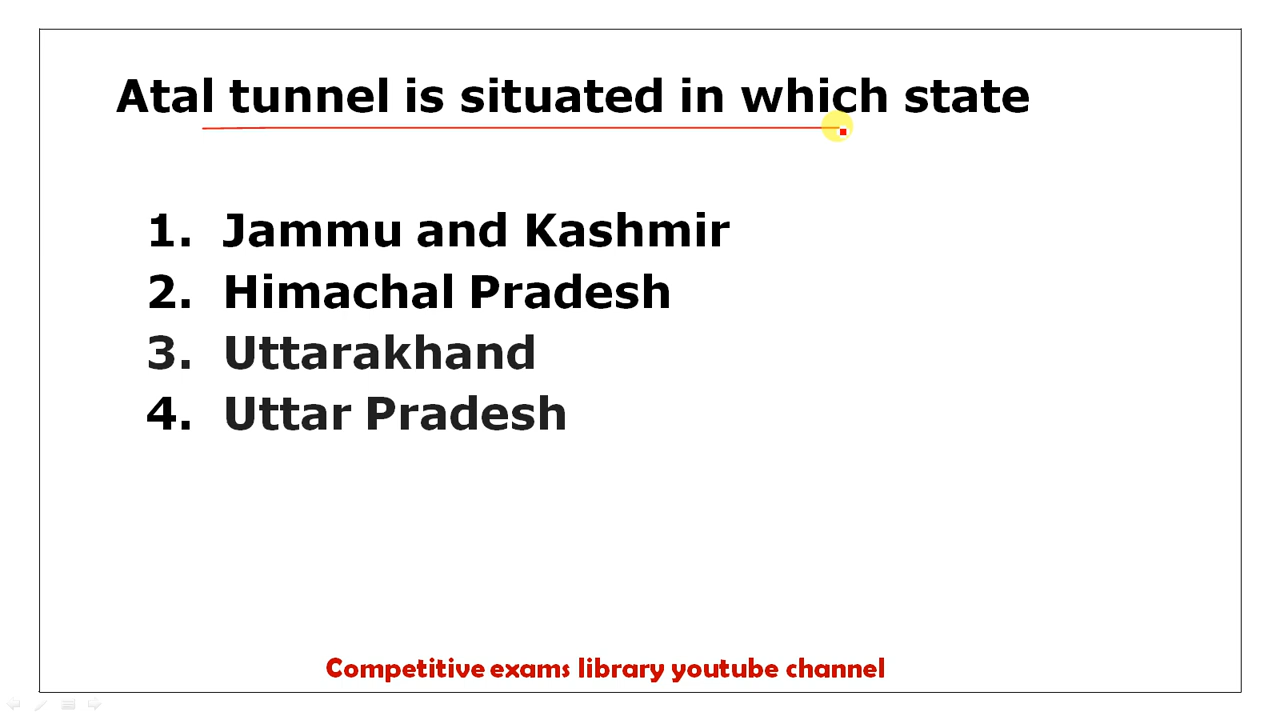 Atal tunnel is situated in which state
1. Jammu and Kashmir
2. Himachal Pradesh
3. Uttarakhand
4. Uttar Pradesh
Competitive exams library youtube channel